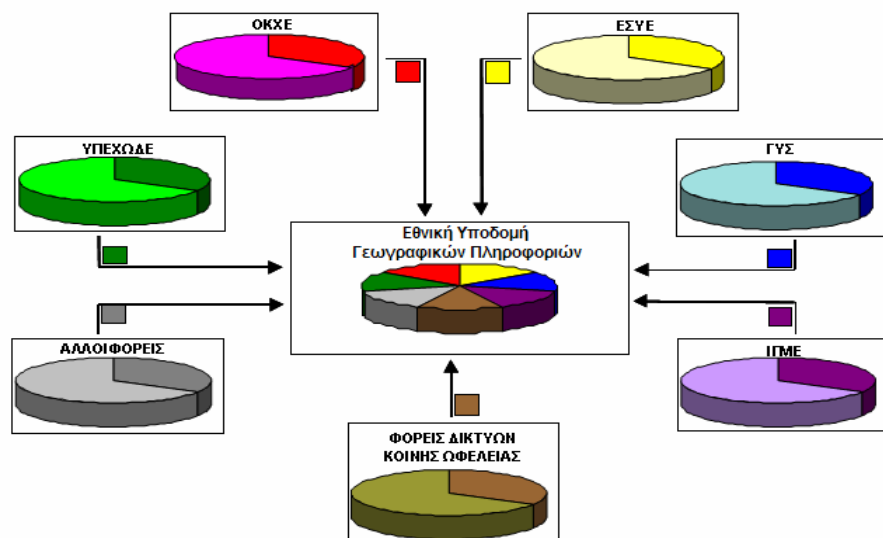 ΟΚΧΕ
ΕΣΥΕ
ΥΠΕΧΩΔΕ
ΓΥΣ
Εθνική Υποδομή
Γεωγραφικών Πληροφοριών
ΑΛΛΟΙ ΦΟΡΕΙΣ
ΙΓΜΕ
ΦΟΡΕΙΣ ΔΙΚΤΥΩΝ
ΚΟΙΝΗΣ ΩΦΕΛΕΙΑΣ